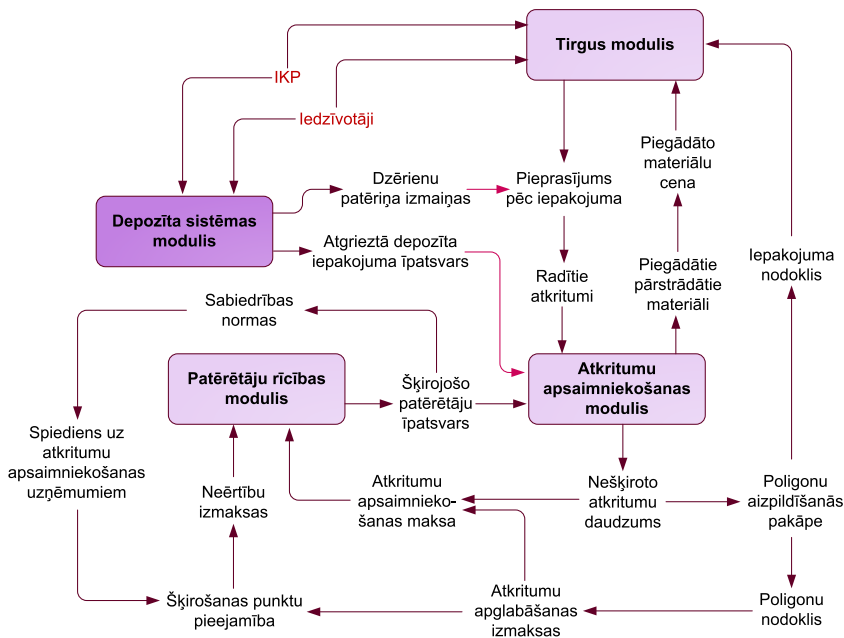 Tirgus modulis
IKP
Iedzīvotāji
Piegādāto
materiālu
cena
Dzērienu
patēriņa izmaiņas
Pieprasījums
pēc iepakojuma
Depozīta sistēmas
modulis
Atgrieztā depozīta
iepakojuma īpatsvars
Radītie
atkritumi
Piegādātie
pārstrādātie
materiāli
Iepakojuma
nodoklis
Sabiedrības
normas
Patērētāju rīcības
modulis
Šķirojošo
patērētāju
īpatsvars
Atkritumu
apsaimniekošanas
modulis
Spiediens uz
atkritumu
apsaimniekošanas
uzņēmumiem
Neērtību
izmaksas
Atkritumu
apsaimnieko-
šanas maksa
Nešķiroto
atkritumu
daudzums
Poligonu
aizpildīšanās
pakāpe
Šķirošanas punktu
pieejamība
Atkritumu
apglabāšanas
izmaksas
Poligonu
nodoklis